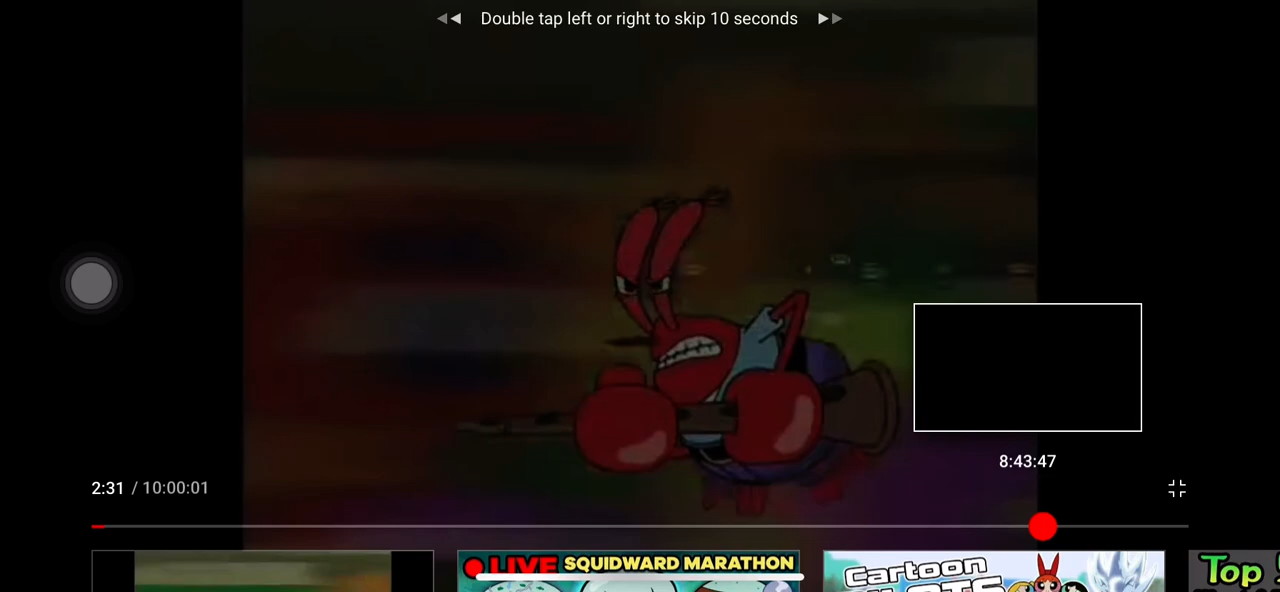 Double tap left or right to skip 10 seconds
8:43:47
2:31 / 10:00:01
LIVE SQUIDWARD MARATHON
Cartoon
Top